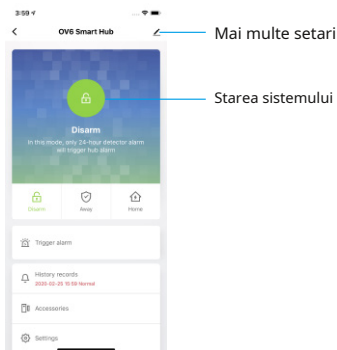 3:59
OV6 Smart Hub
Mai multe setari
Starea sistemului
Disarm
In this mode, only 24-hour detector alarm
will trigger hub alarm
Disarm Away Home
Trigger alarm
History records
2020-02-25 15:59 Normal
Accessories
Settings